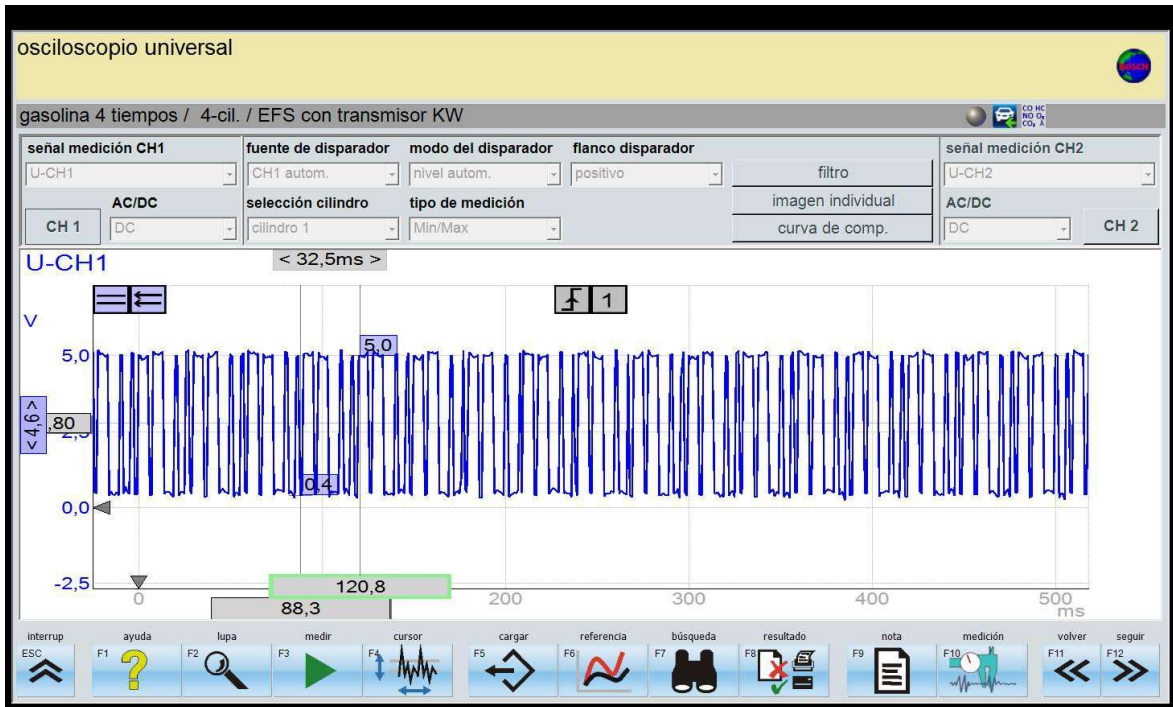 osciloscopio universal
BOSCH
gasolina 4 tiempos / 4-cil. / EFS con transmisor KW
CO HC
NO O₂
CO₂ λ
señal medición CH1
fuente de disparador
modo del disparador
flanco disparador
señal medición CH2
U-CH1
CH1 autom.
nivel autom.
positivo
filtro
U-CH2
AC/DC
selección cilindro
tipo de medición
imagen individual
AC/DC
CH 1
DC
cilindro 1
Min/Max
curva de comp.
DC
CH 2
U-CH1
< 32,5ms >
1
V
5,0
5,0
<4,6>
,80
2,5
0,4
0,0
-2,5
120,8
0
88,3
200
300
400
500
ms
interrup
ayuda
lupa
medir
cursor
cargar
referencia
búsqueda
resultado
nota
medición
volver
seguir
ESC
F1
F2
F3
F4
F5
F6
F7
F8
F9
F10
F11
F12